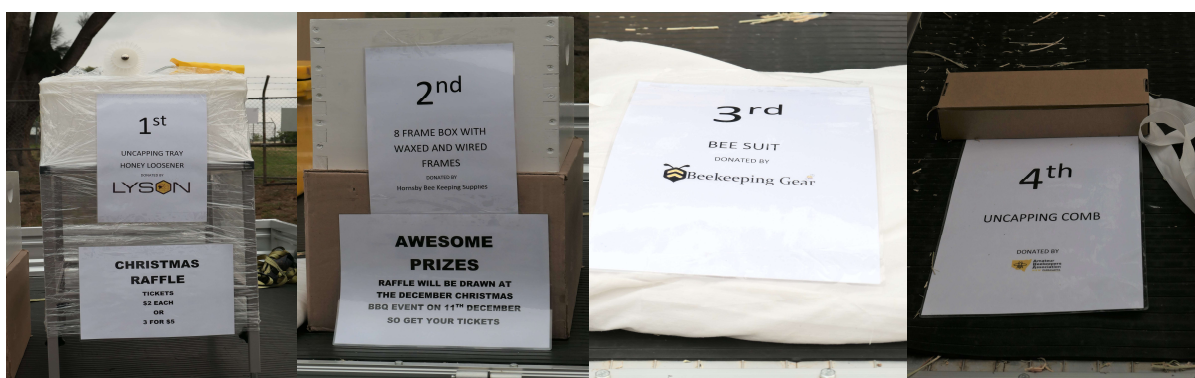 1st
UNCAPPING TRAY
HONEY LOOSENER
DONATED BY
LYSON
CHRISTMAS
RAFFLE
TICKETS
$2 EACH
OR
3 FOR $5
2nd
8 FRAME BOX WITH
WAXED AND WIRED
FRAMES
DONATED BY
Hornsby Bee Keeping Supplies
AWESOME
PRIZES
RAFFLE WILL BE DRAWN AT
THE DECEMBER CHRISTMAS
BBQ EVENT ON 11TH DECEMBER
SO GET YOUR TICKETS
3rd
BEE SUIT
DONATED BY
Beekeeping Gear
4th
UNCAPPING COMB
DONATED BY
Amateur
Beekeepers
Association